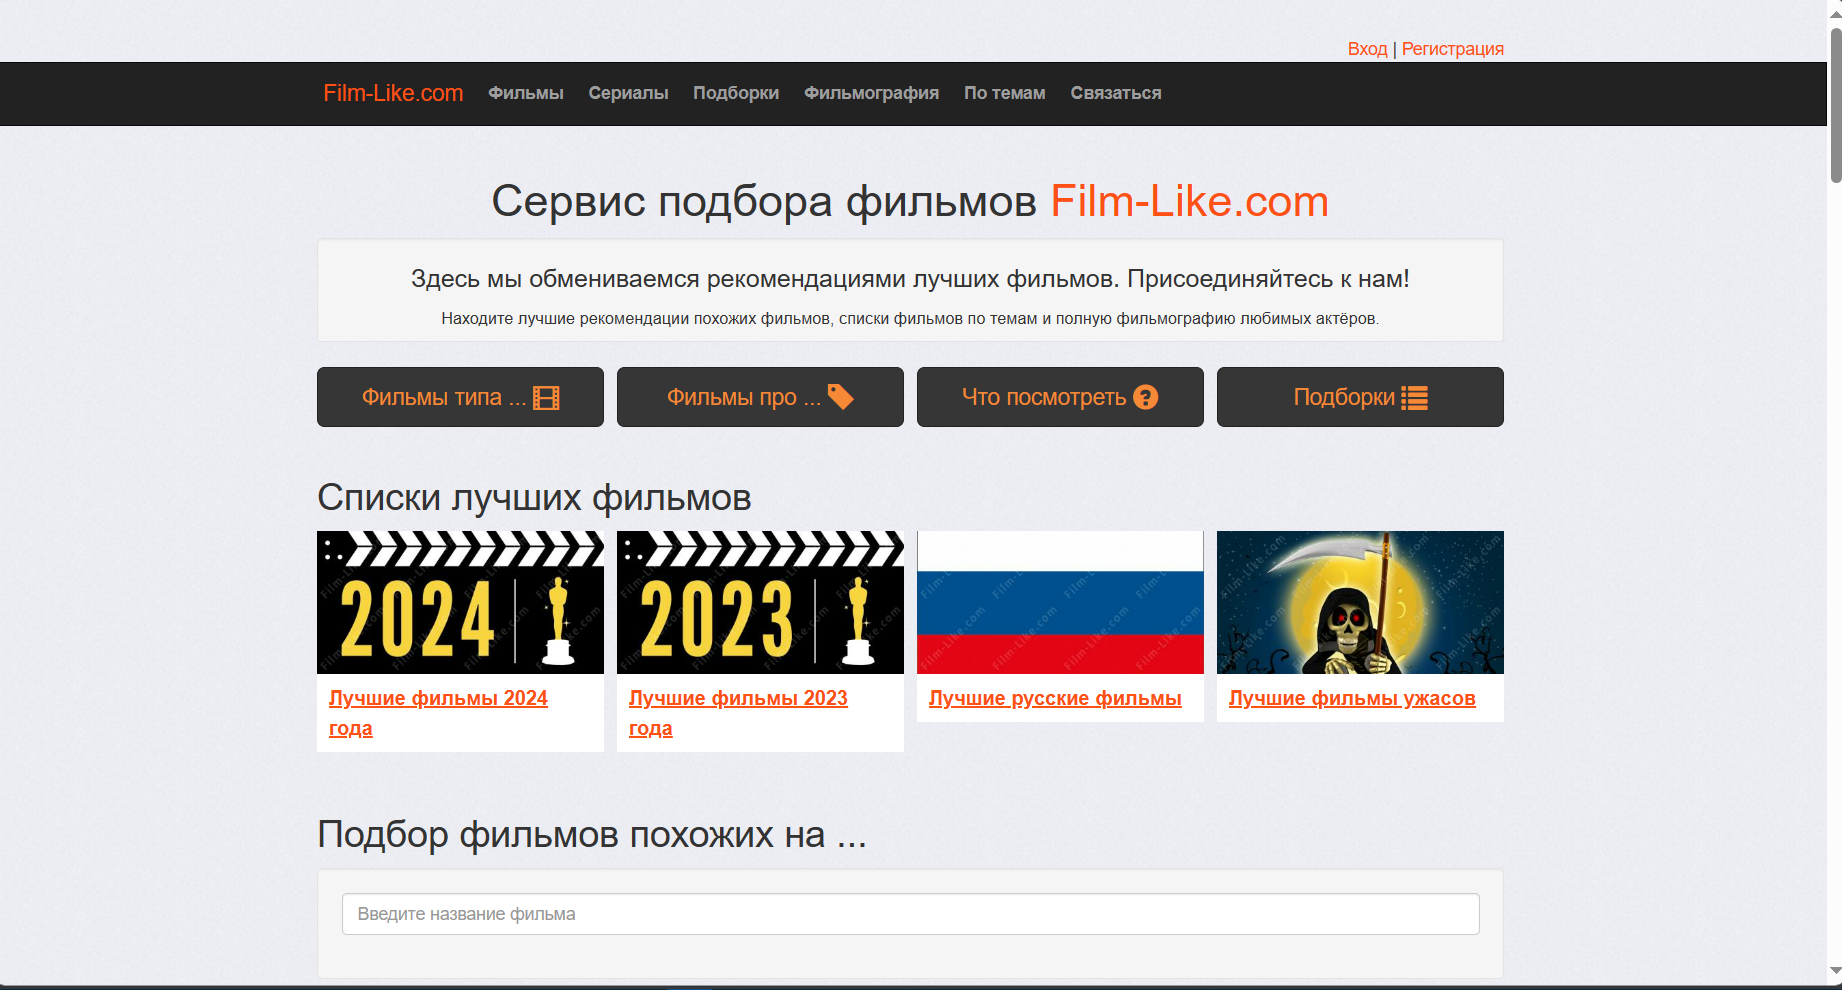 Вход | Регистрация
Film-Like.com Фильмы Сериалы Подборки Фильмография По темам Связаться
Сервис подбора фильмов Film-Like.com
Здесь мы обмениваемся рекомендациями лучших фильмов. Присоединяйтесь к нам!
Находите лучшие рекомендации похожих фильмов, списки фильмов по темам и полную фильмографию любимых актёров.
Фильмы типа ... Фильмы про ... Что посмотреть Подборки
Списки лучших фильмов
2024
Лучшие фильмы 2024
года
2023
Лучшие фильмы 2023
года
Лучшие русские фильмы
Лучшие фильмы ужасов
Подбор фильмов похожих на ...
Введите название фильма